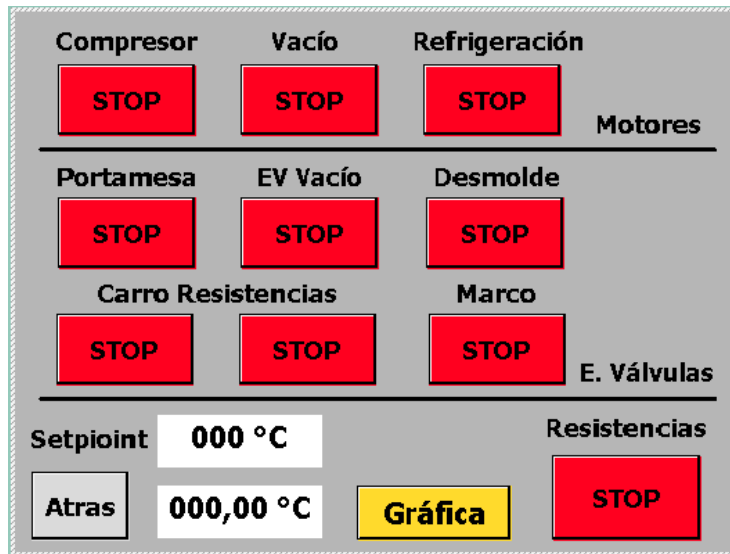 Compresor Vacío Refrigeración
STOP STOP STOP
Motores
Portamesa EV Vacío Desmolde
STOP STOP STOP
Carro Resistencias Marco
STOP STOP STOP
E. Válvulas
Setpioint 000 °C Resistencias
Atras 000,00 °C Gráfica STOP